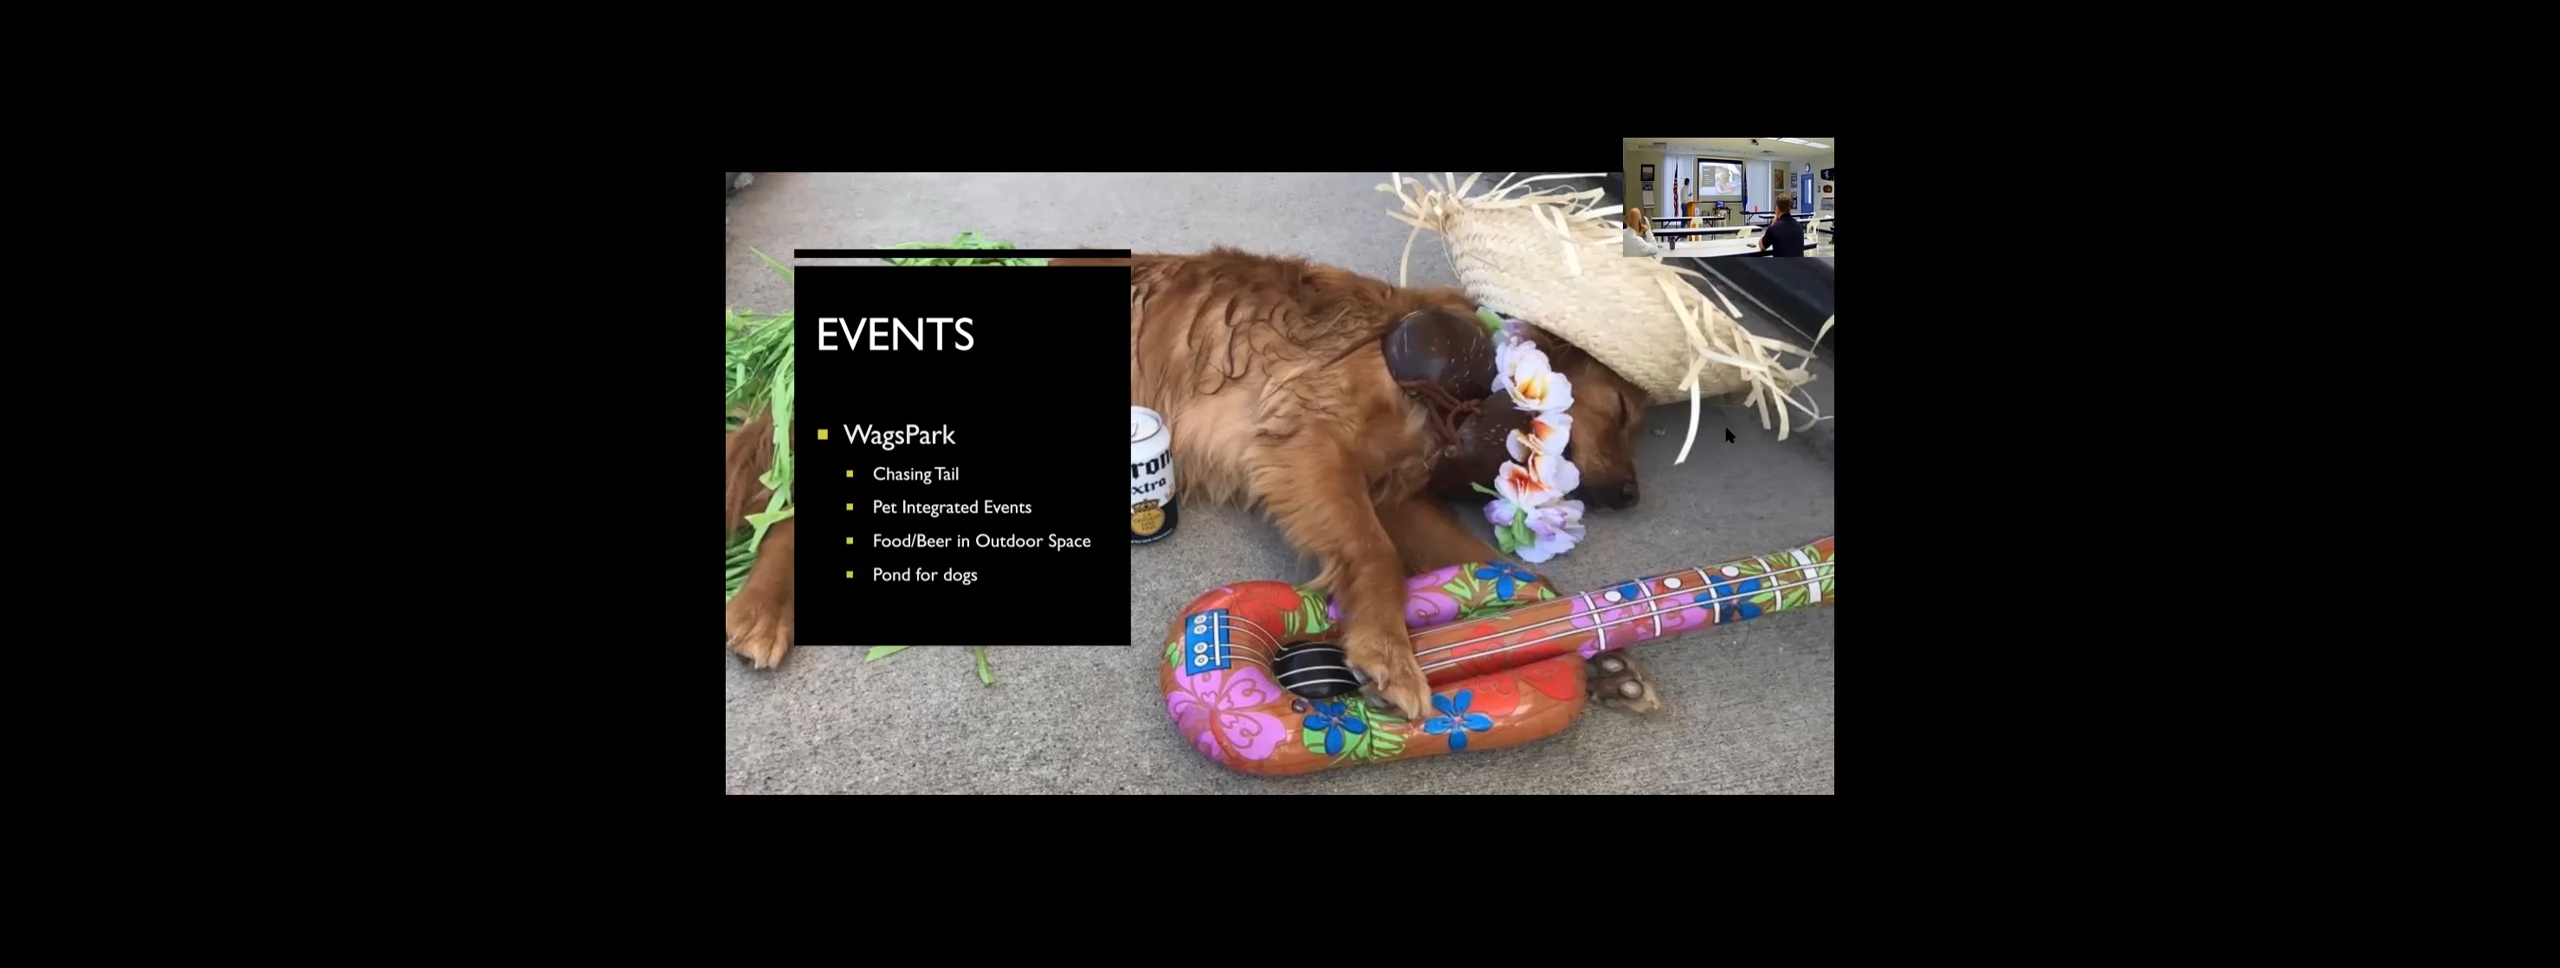 EVENTS
WagsPark
Chasing Tail
Pet Integrated Events
Food/Beer in Outdoor Space
Pond for dogs